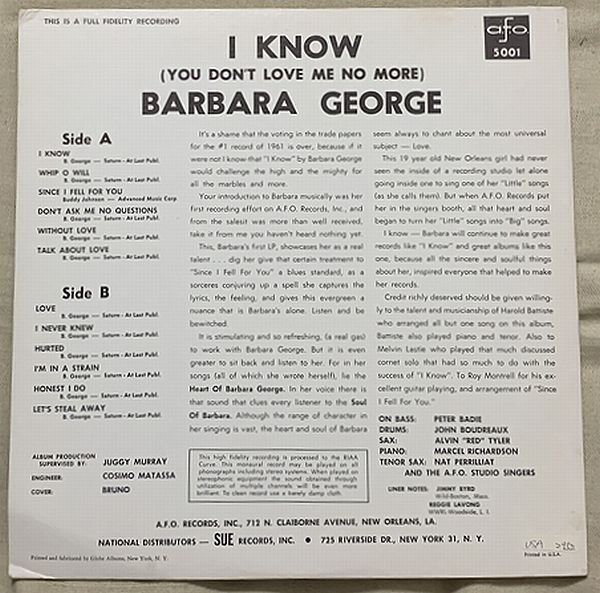 THIS IS A FULL FIDELITY RECORDING
a.f.o.
5001
I KNOW
(YOU DON'T LOVE ME NO MORE)
BARBARA GEORGE
Side A
I KNOW
B. George — Saturn - At Last Publ.
WHIP O WILL
B. George — Saturn - At Last Publ.
SINCE I FELL FOR YOU
Buddy Johnson — Advanced Music Corp
DON'T ASK ME NO QUESTIONS
B. George — Saturn - At Last Publ.
WITHOUT LOVE
B. George — Saturn - At Last Publ.
TALK ABOUT LOVE
B. George — Saturn - At Last Publ.
Side B
LOVE
B. George — Saturn - At Last Publ.
I NEVER KNEW
B. George — Saturn - At Last Publ.
HURTED
B. George — Saturn - At Last Publ.
I'M IN A STRAIN
B. George — Saturn - At Last Publ.
HONEST I DO
B. George — Saturn - At Last Publ.
LET'S STEAL AWAY
B. George — Saturn - At Last Publ.
It's a shame that the voting in the trade papers
for the #1 record of 1961 is over, because if it
were not I know that "I Know" by Barbara George
would challenge the high and the mighty for
all the marbles and more.
Your introduction to Barbara musically was her
first recording effort on A.F.O. Records, Inc., and
from the salesit was more than well received,
take it from me you haven't heard nothing yet.
This, Barbara's first LP, showcases her as a real
talent . . . dig her give that certain treatment to
"Since I Fell For You" a blues standard, as a
sorceres conjuring up a spell she captures the
lyrics, the feeling, and gives this evergreen a
nuance that is Barbara's alone. Listen and be
bewitched.
It is stimulating and so refreshing, (a real gas)
to work with Barbara George. But it is even
greater to sit back and listen to her. For in her
songs (all of which she wrote herself), lie the
Heart Of Barbara George. In her voice there is
that sound that clues every listener to the Soul
Of Barbara. Although the range of character in
her singing is vast, the heart and soul of Barbara
seem always to chant about the most universal
subject — Love.
This 19 year old New Orleans girl had never
seen the inside of a recording studio let alone
going inside one to sing one of her "Little" songs
(as she calls them). But when A.F.O. Records put
her in the singers booth, all that heart and soul
began to turn her "Little" songs into "Big" songs.
I know — Barbara will continue to make great
records like "I Know" and great albums like this
one, because all the sincere and soulful things
about her, inspired everyone that helped to make
her records.
Credit richly deserved should be given willing-
ly to the talent and musicianship of Harold Battiste
who arranged all but one song on this album,
Battiste also played piano and tenor. Also to
Melvin Lastie who played that much discussed
cornet solo that had so much to do with the
success of "I Know". To Roy Montrell for his ex-
cellent guitar playing, and arrangement of "Since
I Fell For You."
ON BASS: PETER BADIE
DRUMS: JOHN BOUDREAUX
SAX: ALVIN "RED" TYLER
PIANO: MARCEL RICHARDSON
TENOR SAX: NAT PERRILLIAT
AND THE A.F.O. STUDIO SINGERS
LINER NOTES: JIMMY BYRD
Wild-Boston, Mass.
REGGIE LAVONG
WWRL-Woodside, L. I.
ALBUM PRODUCTION
SUPERVISED BY: JUGGY MURRAY
ENGINEER: COSIMO MATASSA
COVER: BRUNO
This high fidelity recording is processed to the RIAA
Curve. This monaural record may be played on all
phonographs including stereo systems. When played on
stereophonic equipment the sound obtained through
utilization of multiple channels will be even more
brilliant. To clean record use a barely damp cloth.
A.F.O. RECORDS, INC., 712 N. CLAIBORNE AVENUE, NEW ORLEANS, LA.
NATIONAL DISTRIBUTORS — SUE RECORDS, INC. • 725 RIVERSIDE DR., NEW YORK 31, N. Y.
Printed and fabricated by Globe Albums, New York, N. Y.
USA
Printed in U.S.A.